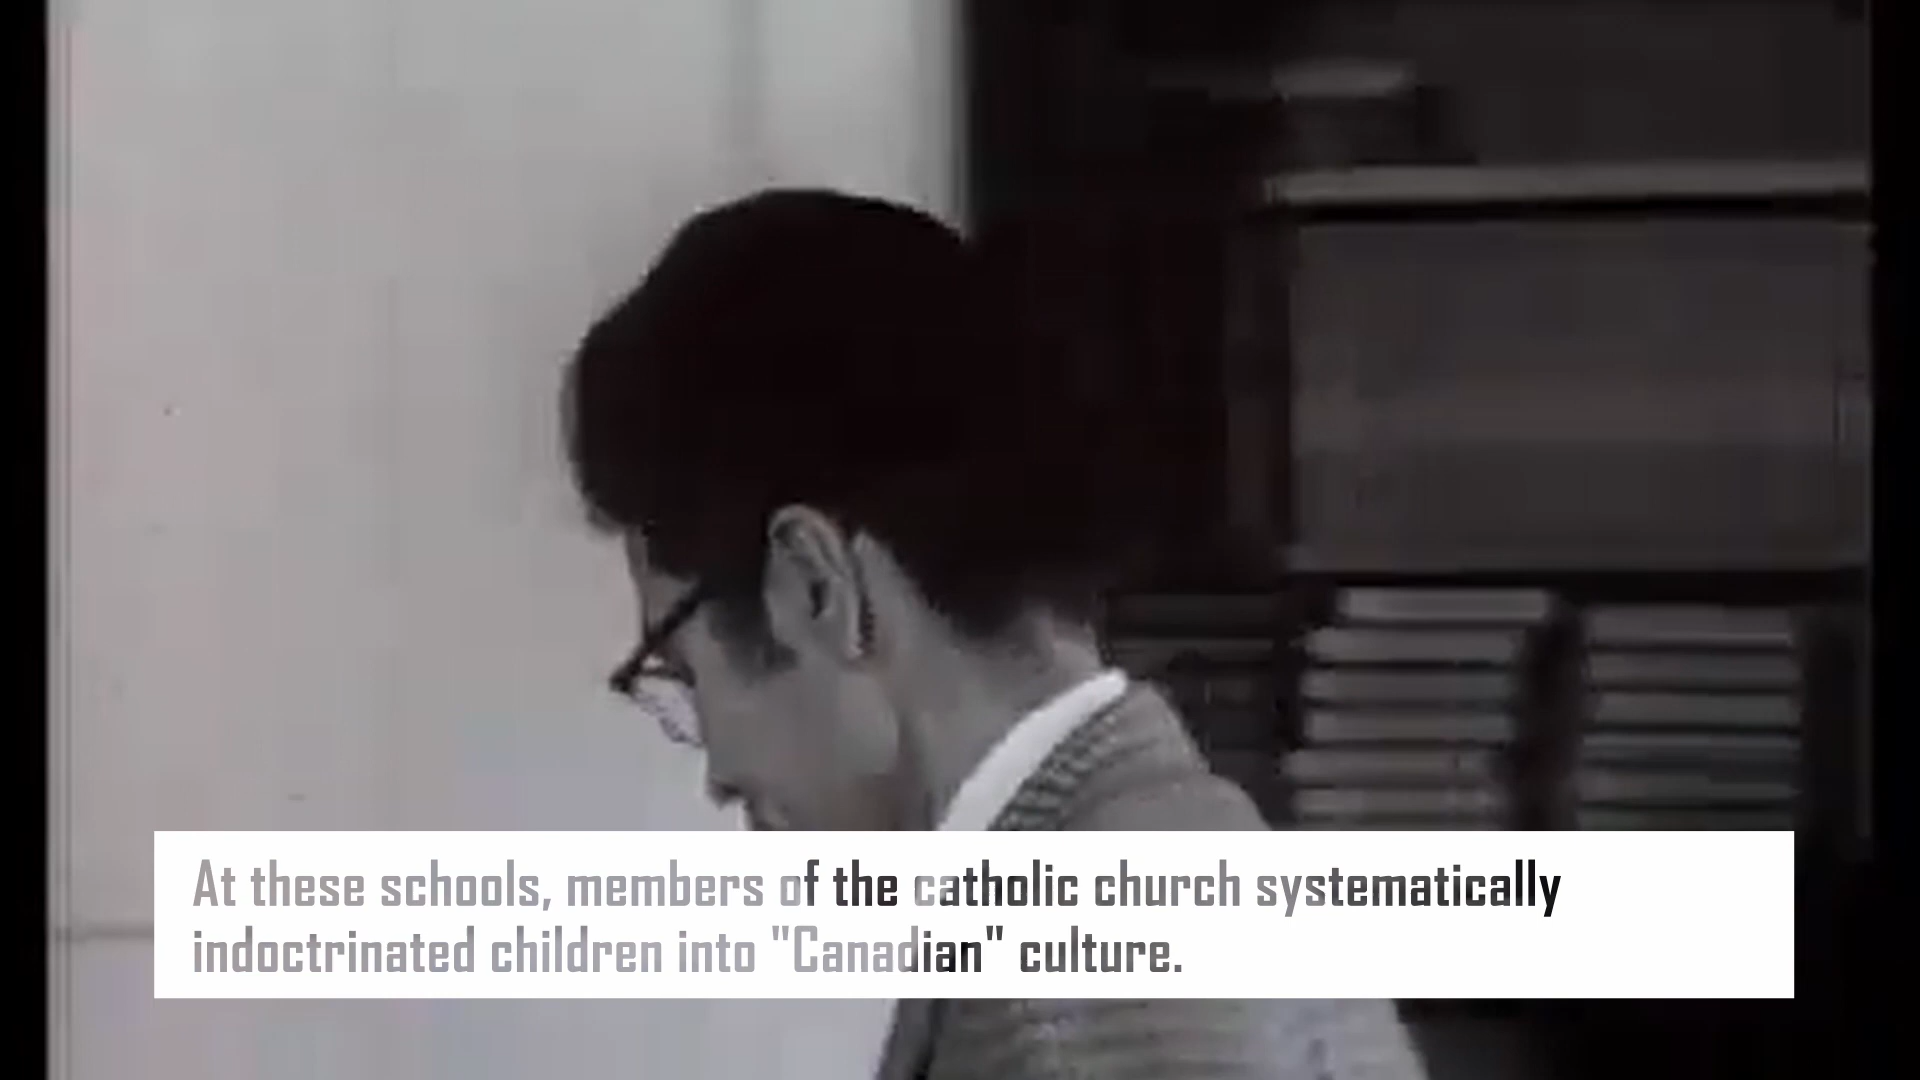 At these schools, members of the catholic church systematically
indoctrinated children into "Canadian" culture.